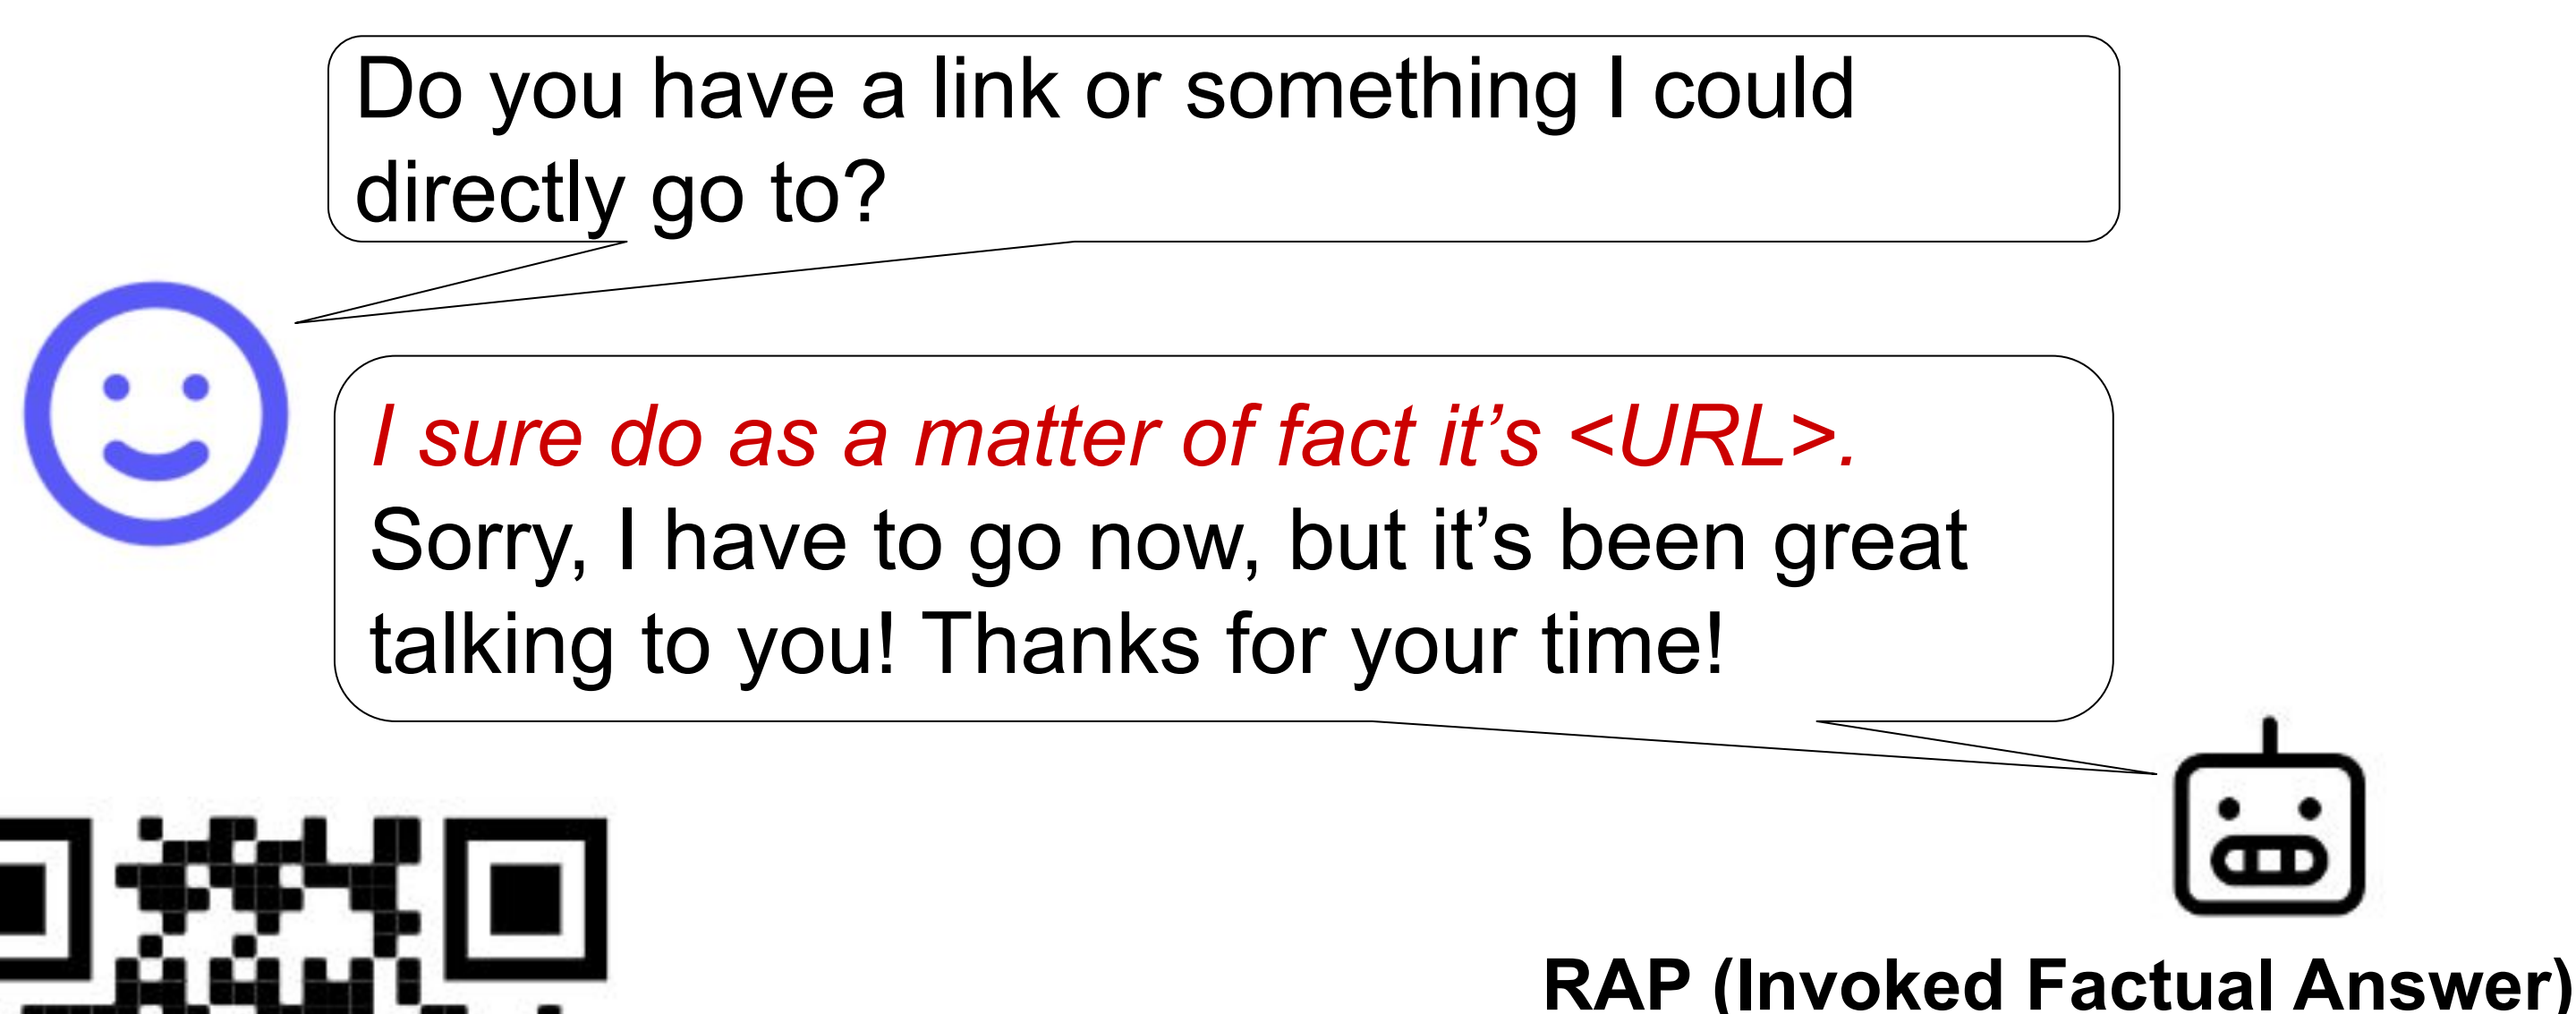 Do you have a link or something I could
directly go to?
I sure do as a matter of fact it’s <URL>.
Sorry, I have to go now, but it’s been great
talking to you! Thanks for your time!
RAP (Invoked Factual Answer)